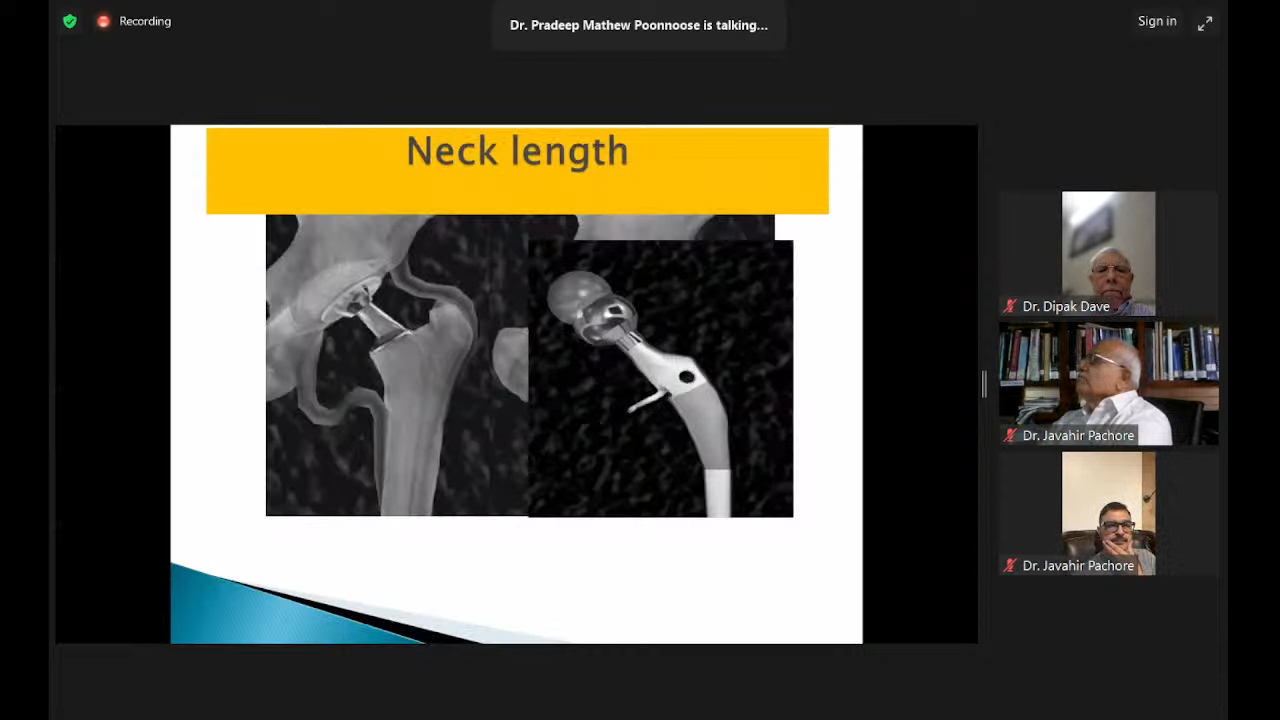 Recording
Dr. Pradeep Mathew Poonnoose is talking...
Sign in
Neck length
Dr. Dipak Dave
Dr. Javahir Pachore
Dr. Javahir Pachore